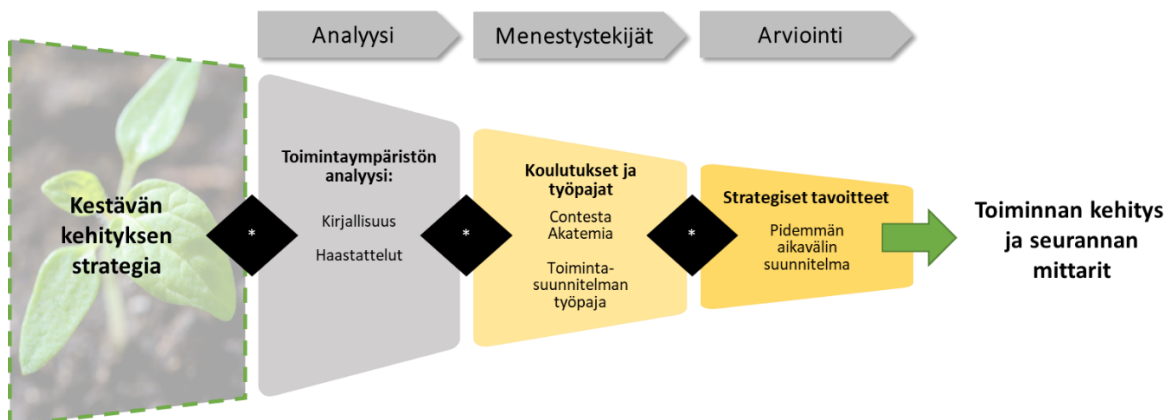 Analyysi
Menestystekijät
Arviointi
Kestävän
kehityksen
strategia
*
Toimintaympäristön
analyysi:
Kirjallisuus
Haastattelut
*
Koulutukset ja
työpajat
Contesta
Akatemia
Toiminta-
suunnitelman
työpaja
*
Strategiset tavoitteet
Pidemmän
aikavälin
suunnitelma
Toiminnan kehitys
ja seurannan
mittarit